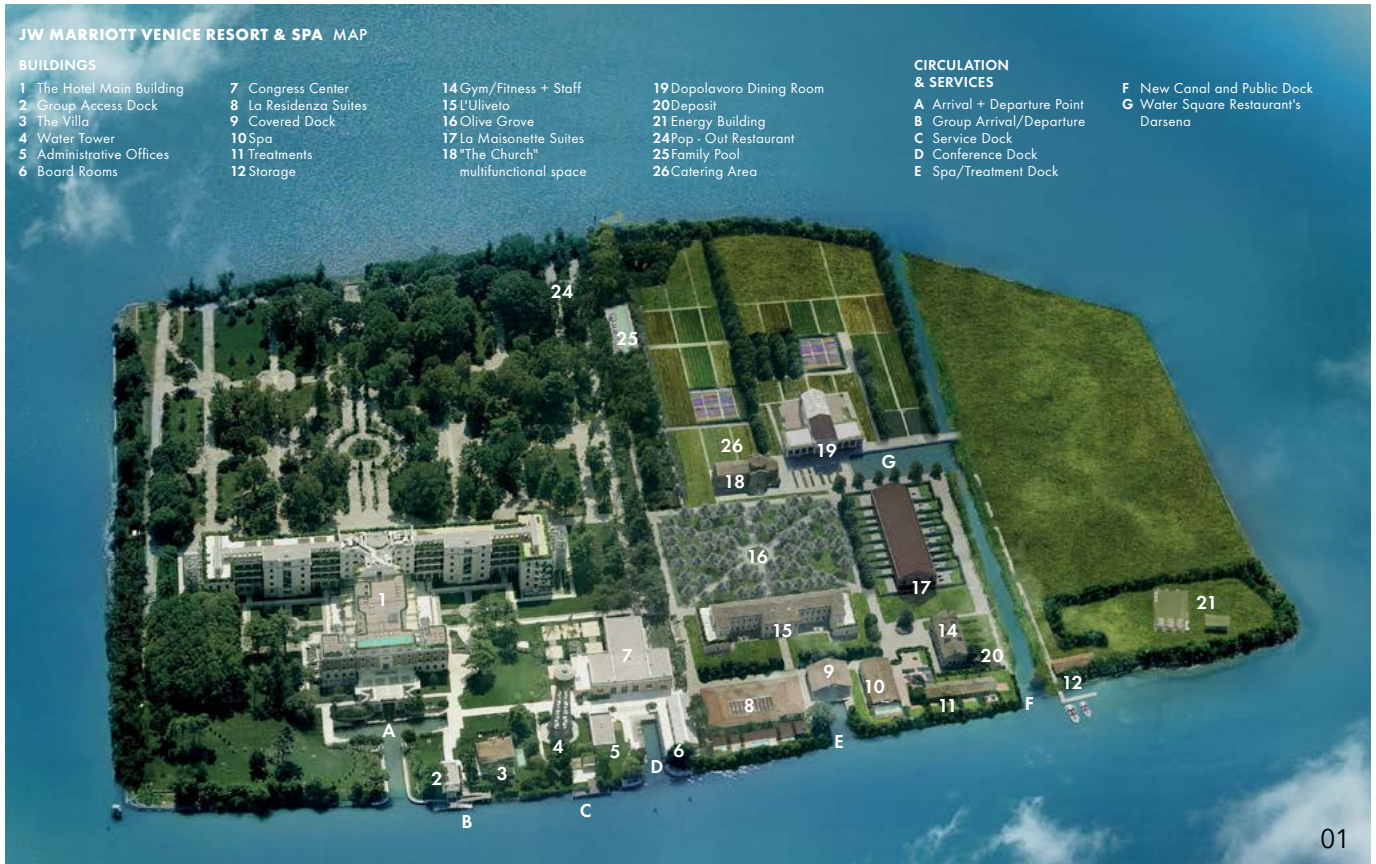 JW MARRIOTT VENICE RESORT & SPA MAP
BUILDINGS
1 The Hotel Main Building
2 Group Access Dock
3 The Villa
4 Water Tower
5 Administrative Offices
6 Board Rooms
7 Congress Center
8 La Residenza Suites
9 Covered Dock
10 Spa
11 Treatments
12 Storage
14 Gym/Fitness + Staff
15 L'Uliveto
16 Olive Grove
17 La Maisonette Suites
18 "The Church"
multifunctional space
19 Dopolavoro Dining Room
20 Deposit
21 Energy Building
24 Pop - Out Restaurant
25 Family Pool
26 Catering Area
CIRCULATION
& SERVICES
A Arrival + Departure Point
B Group Arrival/Departure
C Service Dock
D Conference Dock
E Spa/Treatment Dock
F New Canal and Public Dock
G Water Square Restaurant's
Darsena
24
25
26
19
G
18
16
17
1
21
15
14
7
20
9
12
10
8
11
F
A
E
4
5
6
D
2
3
C
B
01